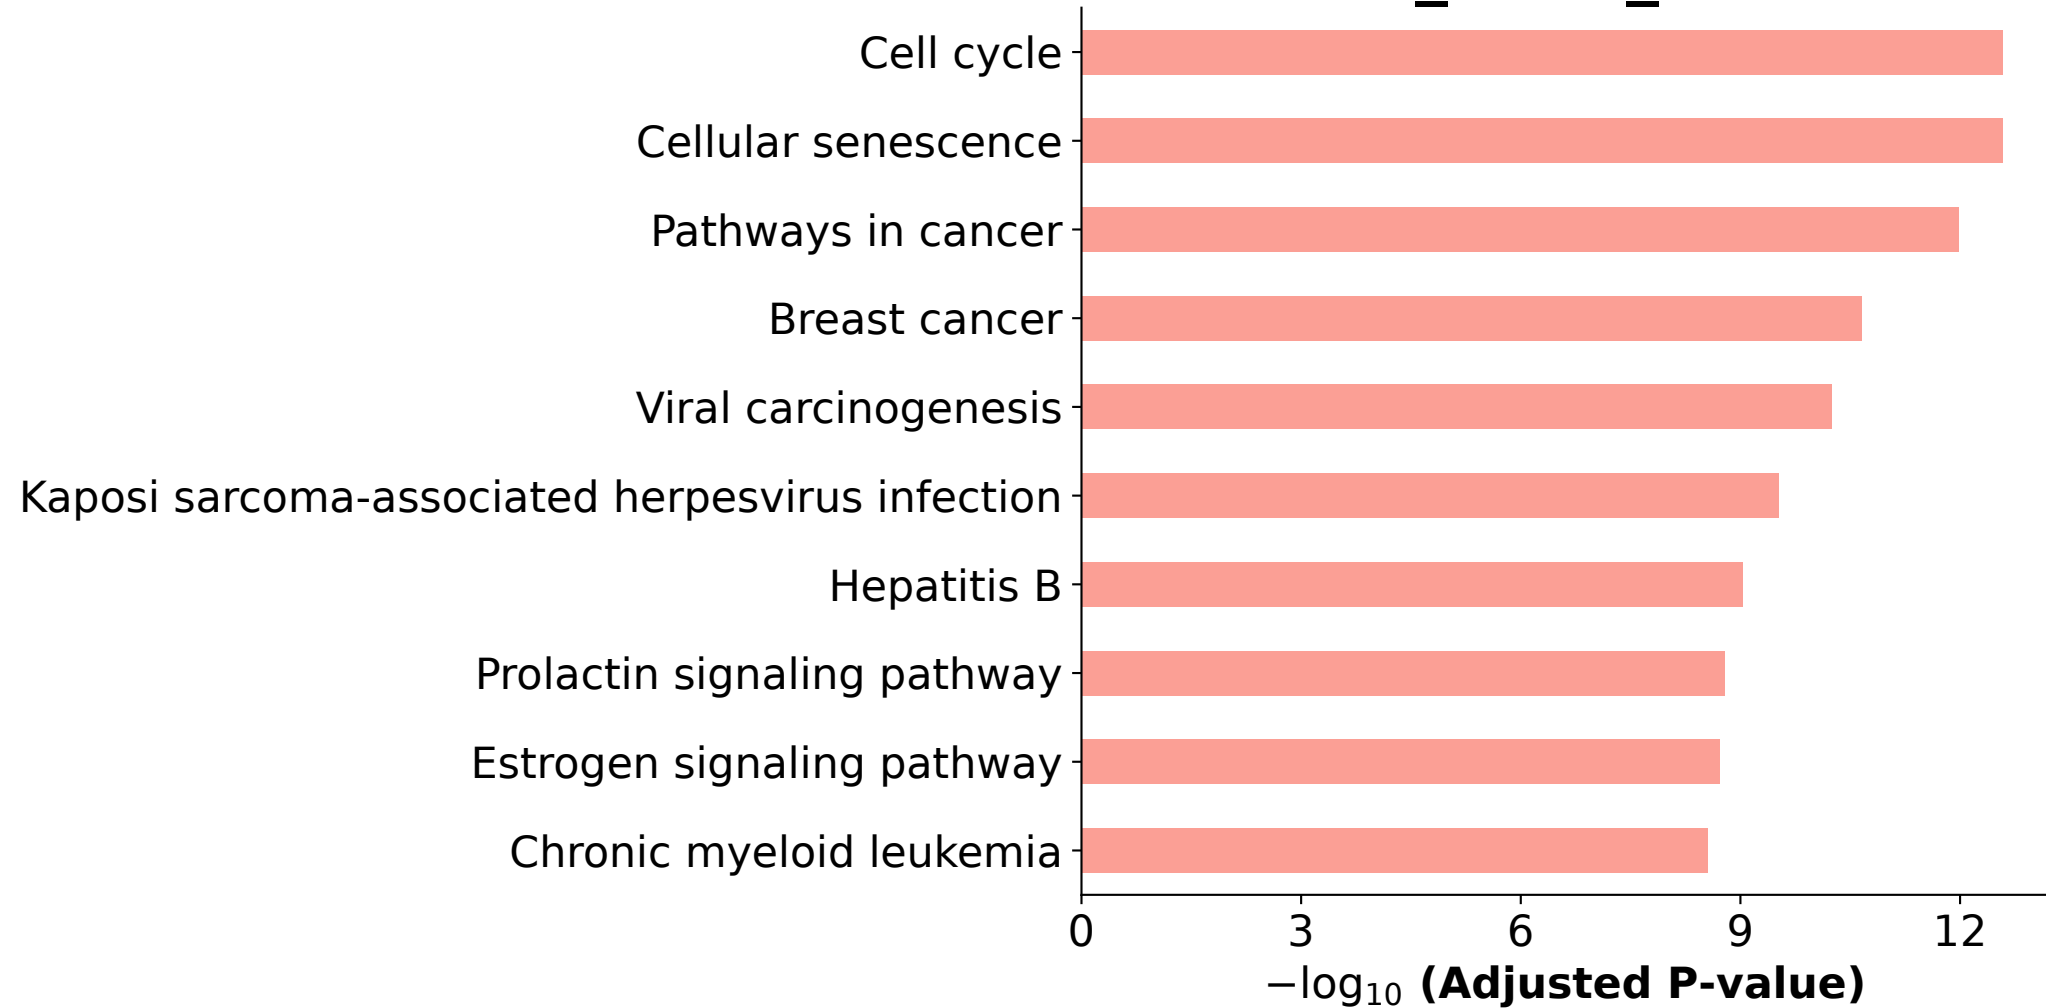 Cell cycle
Cellular senescence
Pathways in cancer
Breast cancer
Viral carcinogenesis
Kaposi sarcoma-associated herpesvirus infection
Hepatitis B
Prolactin signaling pathway
Estrogen signaling pathway
Chronic myeloid leukemia
0 3 6 9 12
−log₁₀ (Adjusted P-value)